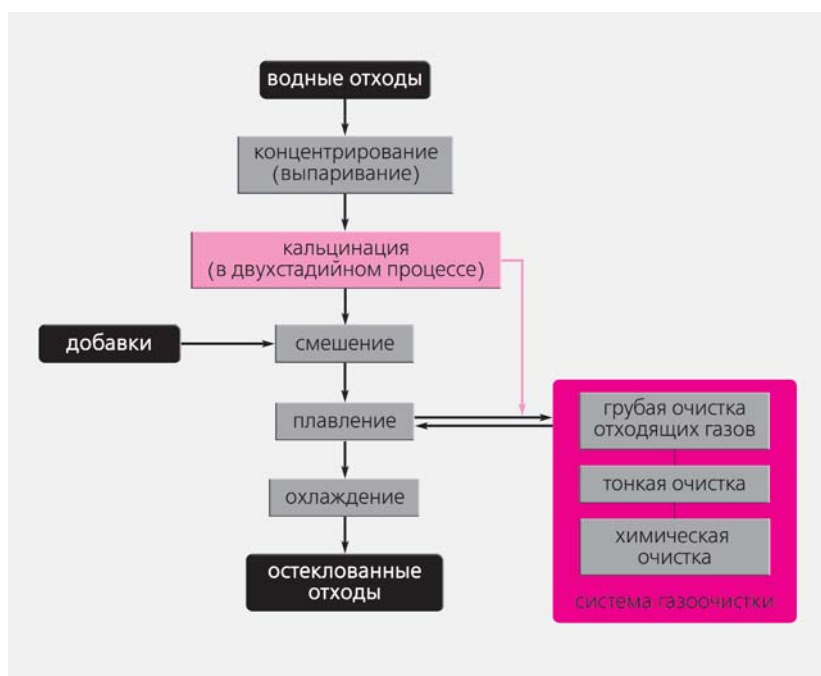 водные отходы
концентрирование
(выпаривание)
кальцинация
(в двухстадийном процессе)
добавки
смешение
плавление
грубая очистка
отходящих газов
тонкая очистка
охлаждение
химическая
очистка
остеклованные
отходы
система газоочистки